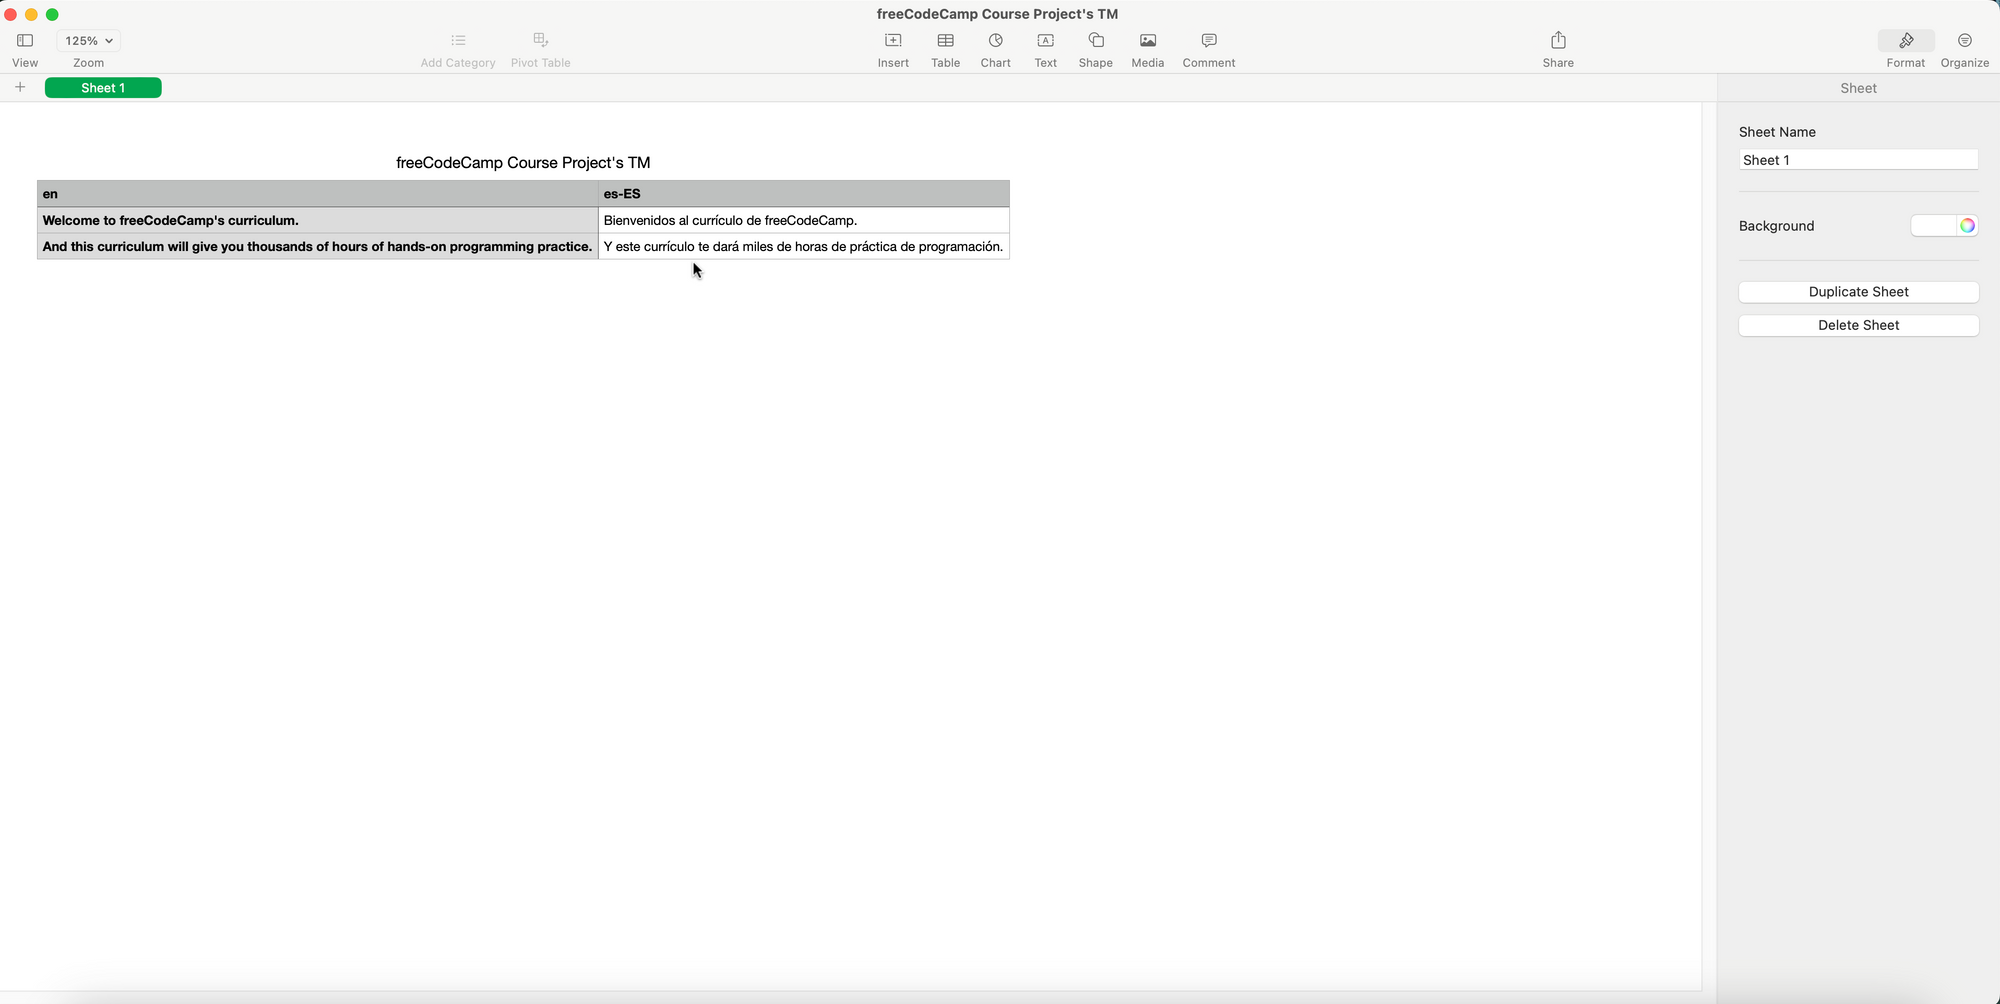 freeCodeCamp Course Project's TM
125%
View
Zoom
Add Category
Pivot Table
Insert
Table
Chart
Text
Shape
Media
Comment
Share
Format
Organize
Sheet 1
Sheet
freeCodeCamp Course Project's TM
en es-ES
Welcome to freeCodeCamp's curriculum. Bienvenidos al currículo de freeCodeCamp.
And this curriculum will give you thousands of hours of hands-on programming practice. Y este currículo te dará miles de horas de práctica de programación.
Sheet Name
Sheet 1
Background
Duplicate Sheet
Delete Sheet